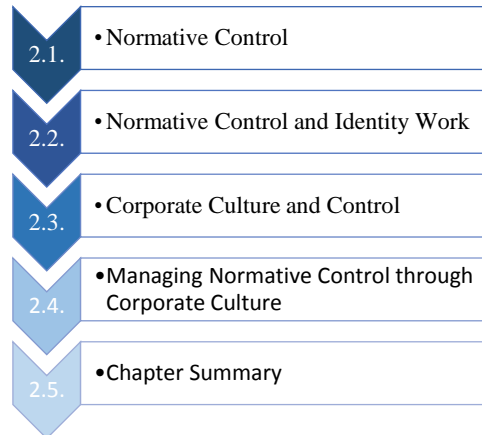 2.1.
• Normative Control
2.2.
• Normative Control and Identity Work
2.3.
• Corporate Culture and Control
2.4.
•Managing Normative Control through
Corporate Culture
2.5.
•Chapter Summary